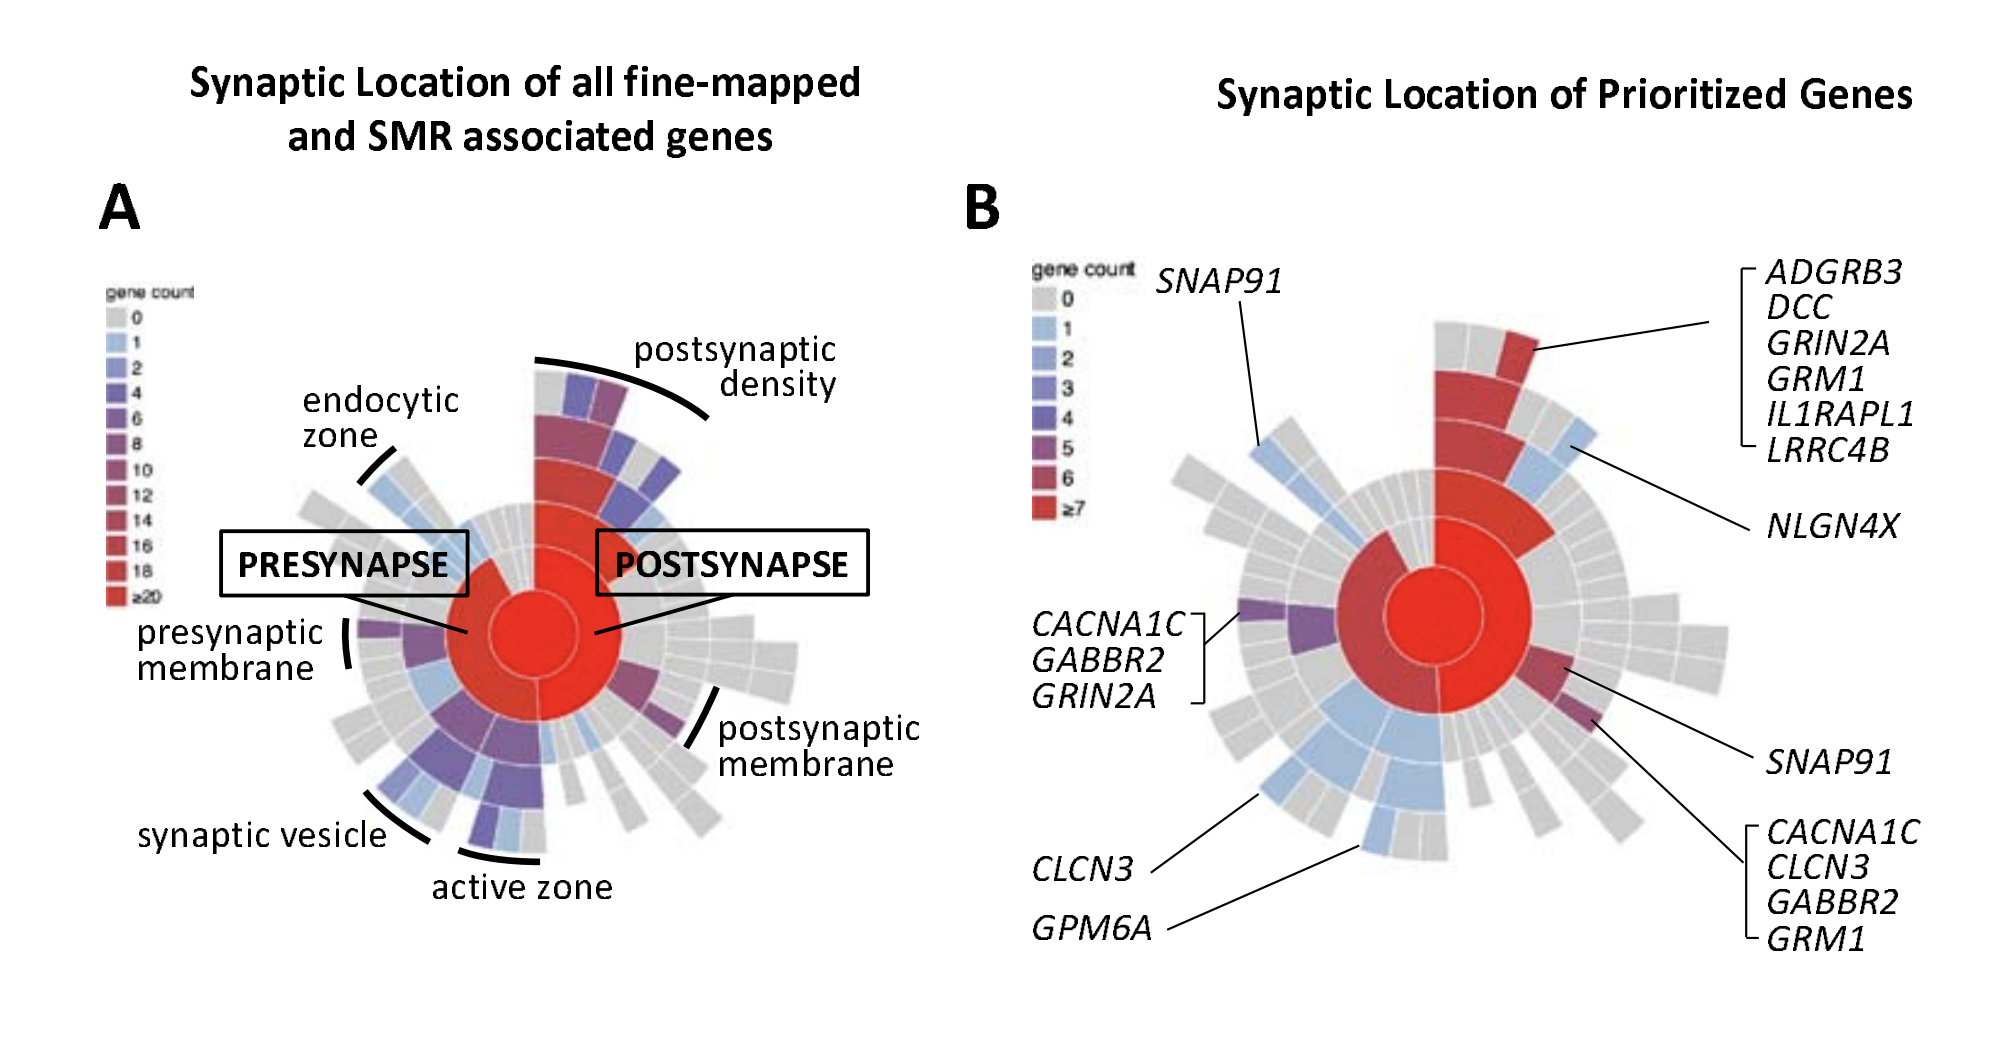 Synaptic Location of all fine-mapped
and SMR associated genes
A
gene count
0
1
2
4
6
8
10
12
14
16
18
≥20
postsynaptic
density
endocytic
zone
PRESYNAPSE
POSTSYNAPSE
presynaptic
membrane
postsynaptic
membrane
synaptic vesicle
active zone
Synaptic Location of Prioritized Genes
B
gene count
0
1
2
3
4
5
6
≥7
SNAP91
ADGRB3
DCC
GRIN2A
GRM1
IL1RAPL1
LRRC4B
NLGN4X
CACNA1C
GABBR2
GRIN2A
SNAP91
CACNA1C
CLCN3
GABBR2
GRM1
CLCN3
GPM6A